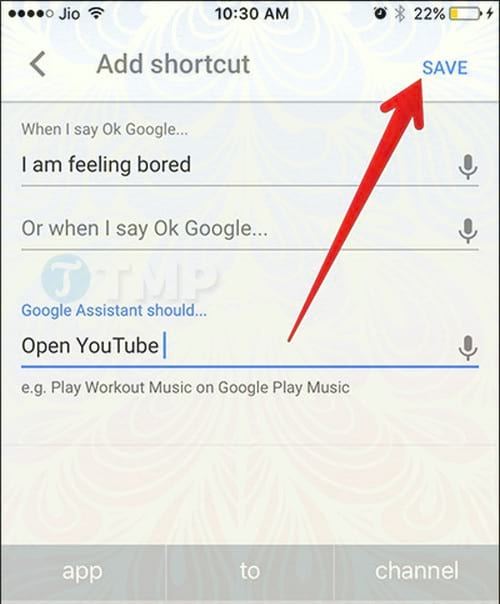 Jio 10:30 AM 22%
Add shortcut SAVE
When I say Ok Google...
I am feeling bored
Or when I say Ok Google...
T TMP
Google Assistant should...
Open YouTube
e.g. Play Workout Music on Google Play Music
app to channel